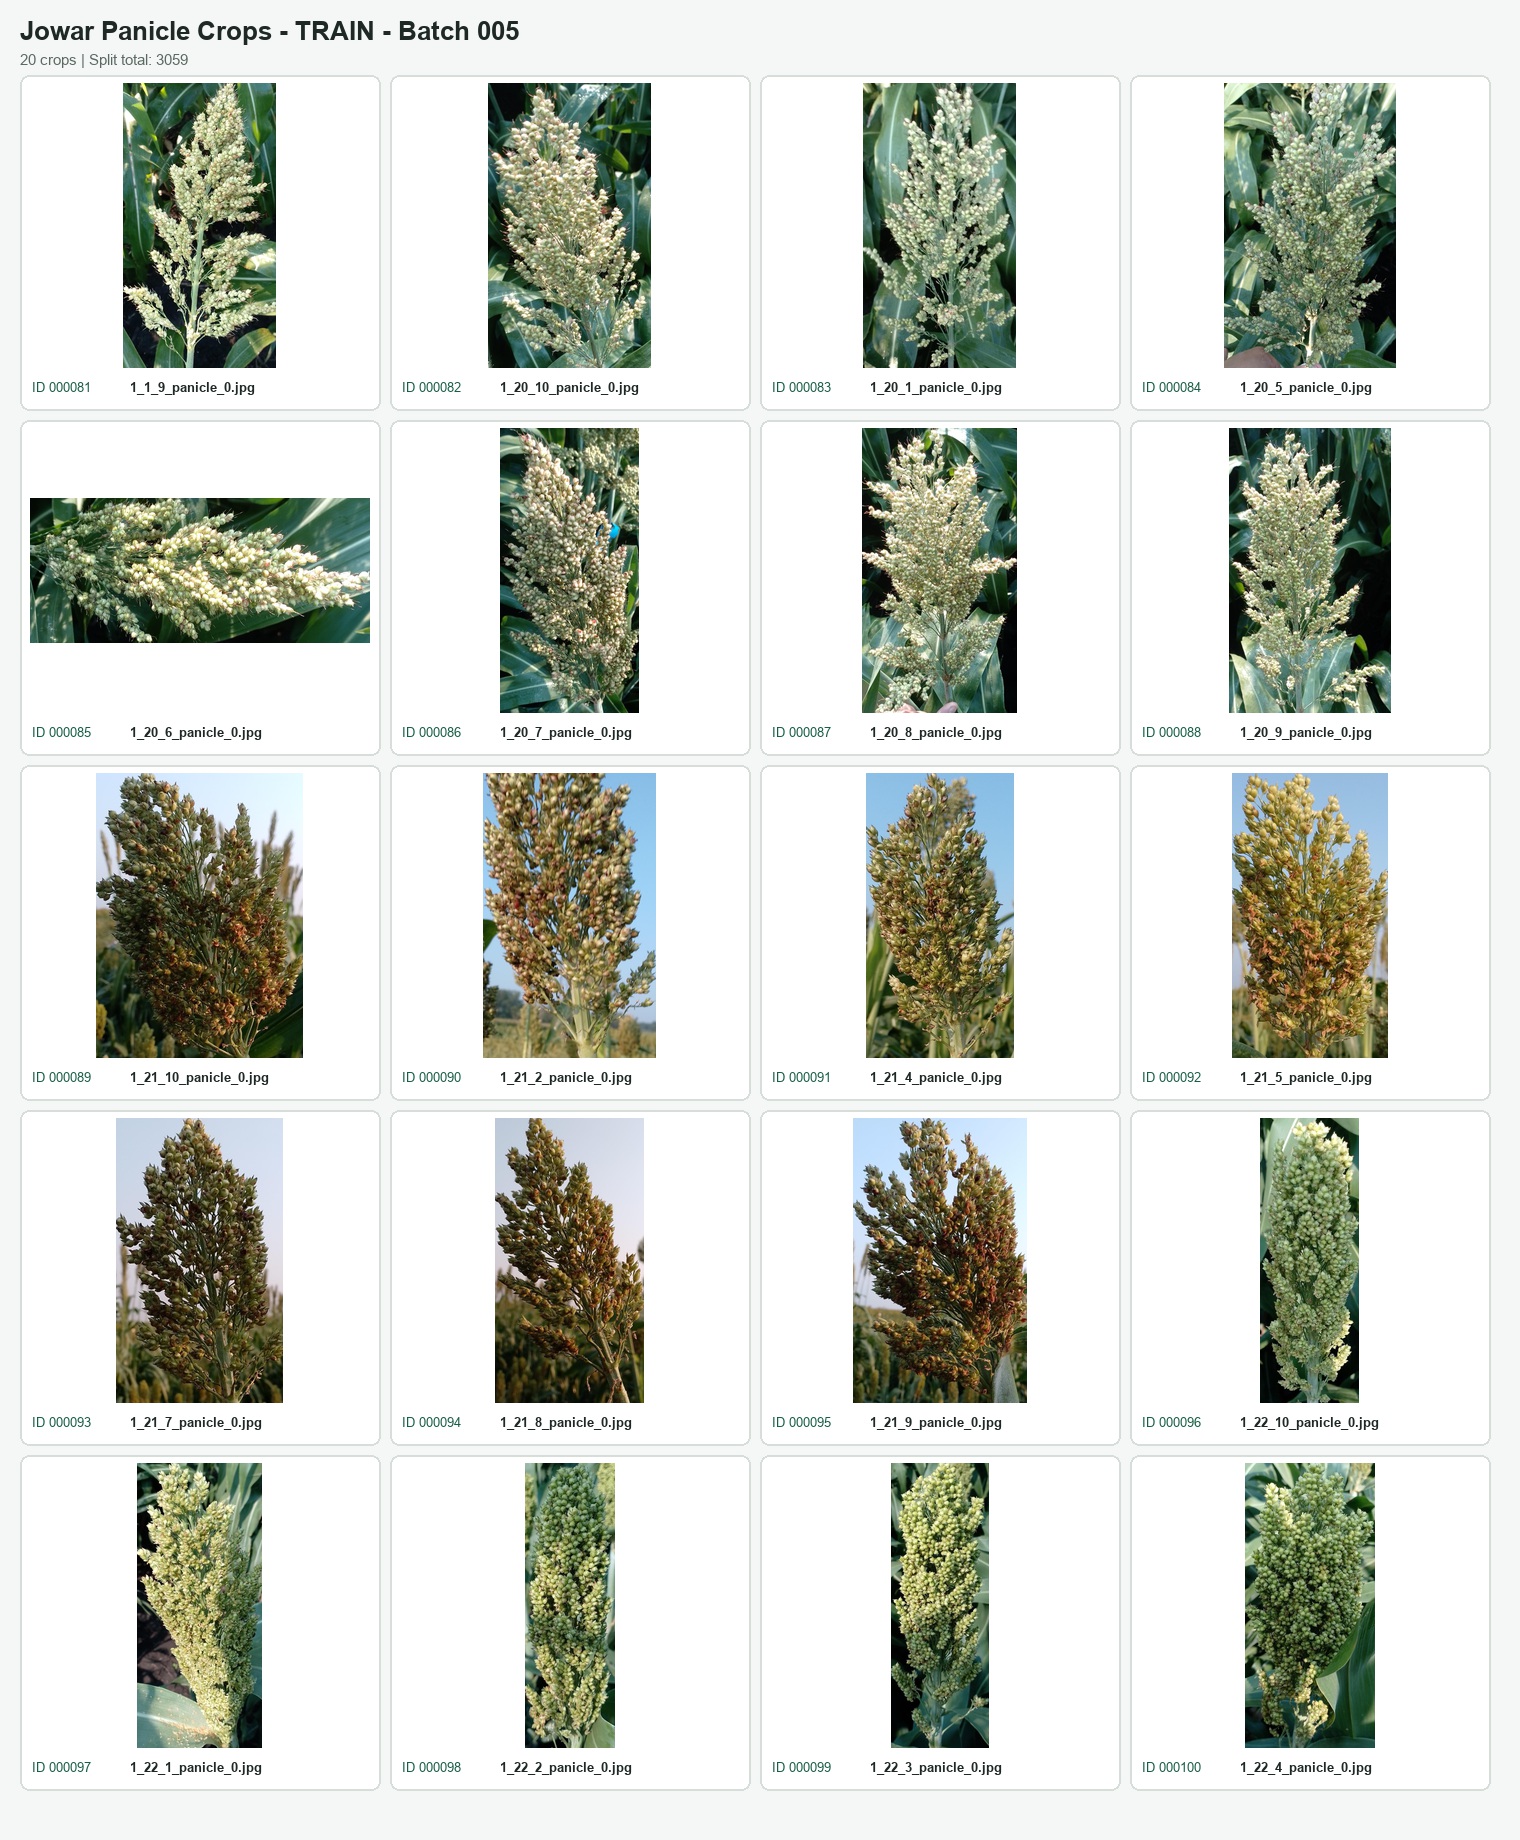 Jowar Panicle Crops - TRAIN - Batch 005
20 crops | Split total: 3059
ID 000081 1_1_9_panicle_0.jpg
ID 000082 1_20_10_panicle_0.jpg
ID 000083 1_20_1_panicle_0.jpg
ID 000084 1_20_5_panicle_0.jpg
ID 000085 1_20_6_panicle_0.jpg
ID 000086 1_20_7_panicle_0.jpg
ID 000087 1_20_8_panicle_0.jpg
ID 000088 1_20_9_panicle_0.jpg
ID 000089 1_21_10_panicle_0.jpg
ID 000090 1_21_2_panicle_0.jpg
ID 000091 1_21_4_panicle_0.jpg
ID 000092 1_21_5_panicle_0.jpg
ID 000093 1_21_7_panicle_0.jpg
ID 000094 1_21_8_panicle_0.jpg
ID 000095 1_21_9_panicle_0.jpg
ID 000096 1_22_10_panicle_0.jpg
ID 000097 1_22_1_panicle_0.jpg
ID 000098 1_22_2_panicle_0.jpg
ID 000099 1_22_3_panicle_0.jpg
ID 000100 1_22_4_panicle_0.jpg